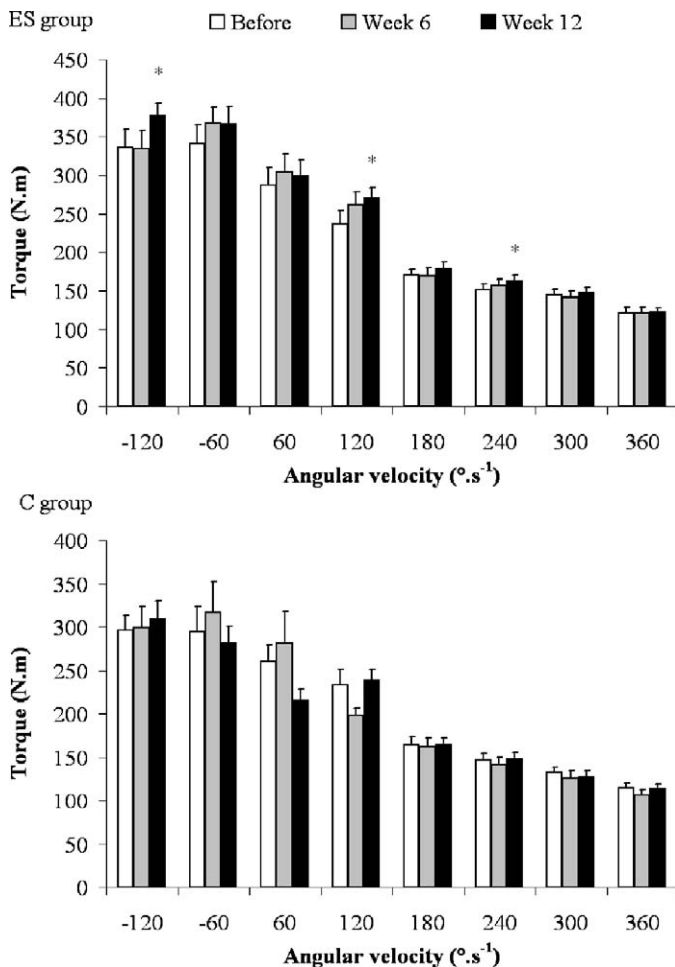 ES group
Before Week 6 Week 12
450
400
350
300
250
200
150
100
50
0
Torque (N.m)
* * *
-120 -60 60 120 180 240 300 360
Angular velocity (°.s⁻¹)
C group
400
350
300
250
200
150
100
50
0
Torque (N.m)
-120 -60 60 120 180 240 300 360
Angular velocity (°.s⁻¹)